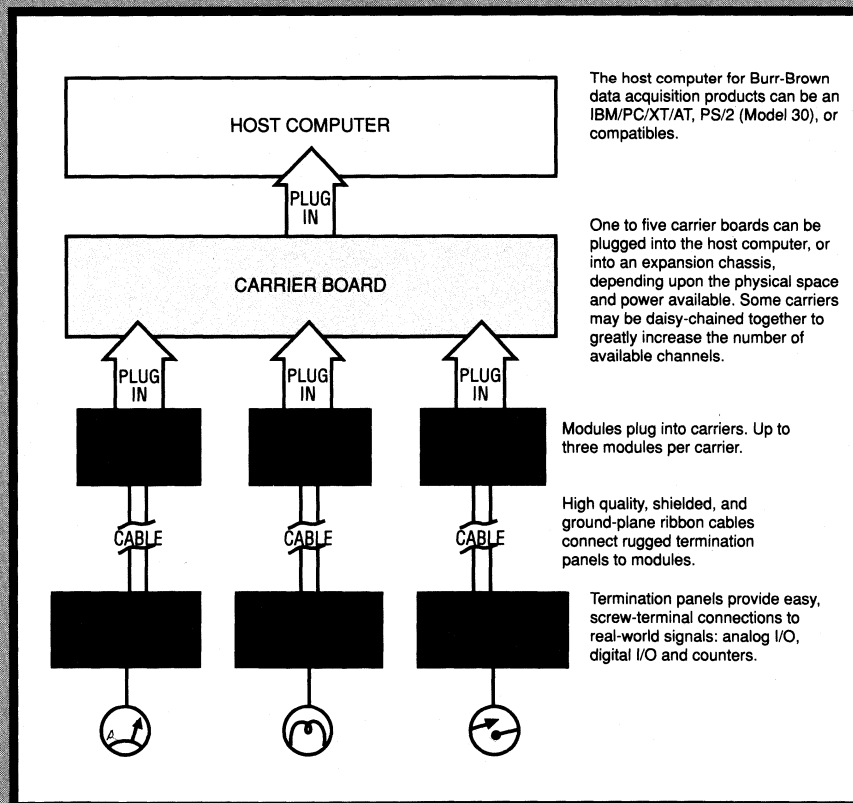 HOST COMPUTER
The host computer for Burr-Brown
data acquisition products can be an
IBM/PC/XT/AT, PS/2 (Model 30), or
compatibles.
PLUG
IN
CARRIER BOARD
One to five carrier boards can be
plugged into the host computer, or
into an expansion chassis,
depending upon the physical space
and power available. Some carriers
may be daisy-chained together to
greatly increase the number of
available channels.
PLUG
IN
PLUG
IN
PLUG
IN
Modules plug into carriers. Up to
three modules per carrier.
CABLE
CABLE
CABLE
High quality, shielded, and
ground-plane ribbon cables
connect rugged termination
panels to modules.
Termination panels provide easy,
screw-terminal connections to
real-world signals: analog I/O,
digital I/O and counters.
A